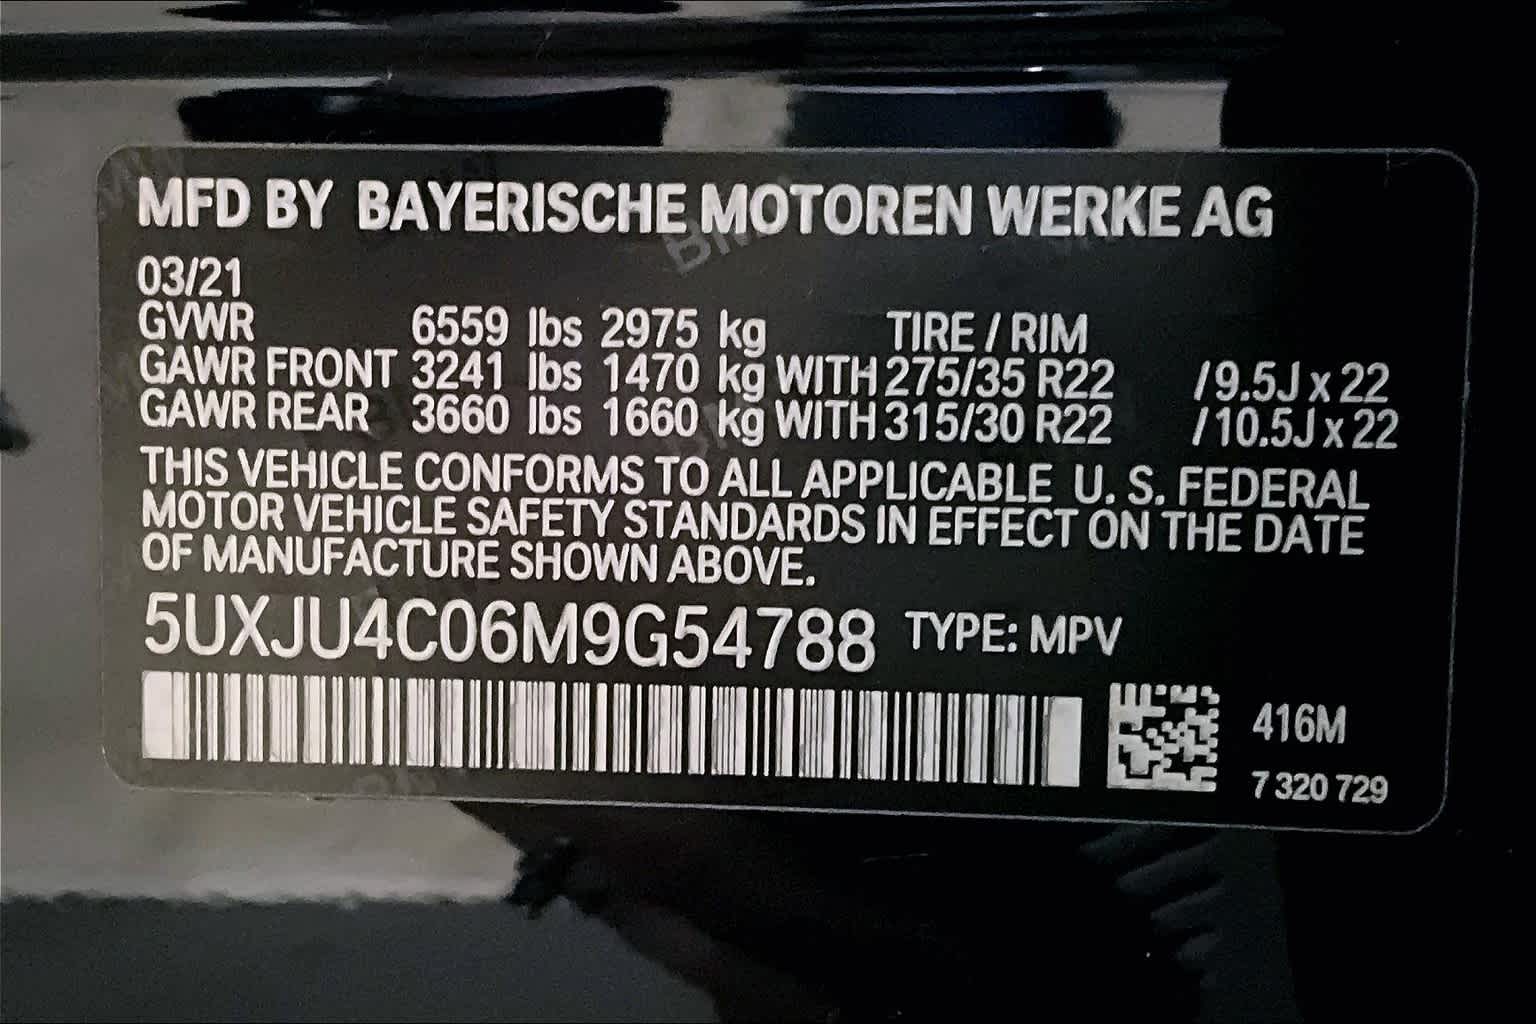 MFD BY BAYERISCHE MOTOREN WERKE AG
03/21
GVWR 6559 lbs 2975 kg TIRE / RIM
GAWR FRONT 3241 lbs 1470 kg WITH 275/35 R22 /9.5J x 22
GAWR REAR 3660 lbs 1660 kg WITH 315/30 R22 /10.5J x 22
THIS VEHICLE CONFORMS TO ALL APPLICABLE U. S. FEDERAL
MOTOR VEHICLE SAFETY STANDARDS IN EFFECT ON THE DATE
OF MANUFACTURE SHOWN ABOVE.
5UXJU4C06M9G54788 TYPE: MPV
416M
7 320 729